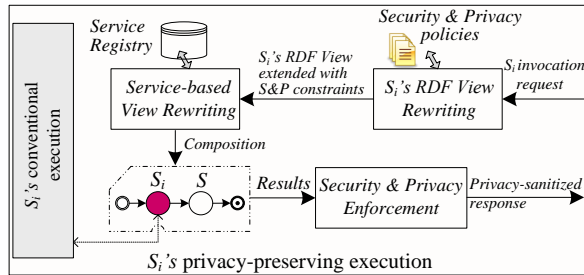 Service
Registry
Security & Privacy
policies
Si's RDF View
extended with
S&P constraints
Si invocation
request
Service-based
View Rewriting
Si's RDF View
Rewriting
Composition
Si
S
Results
Security & Privacy
Enforcement
Privacy-sanitized
response
Si's conventional
execution
Si's privacy-preserving execution